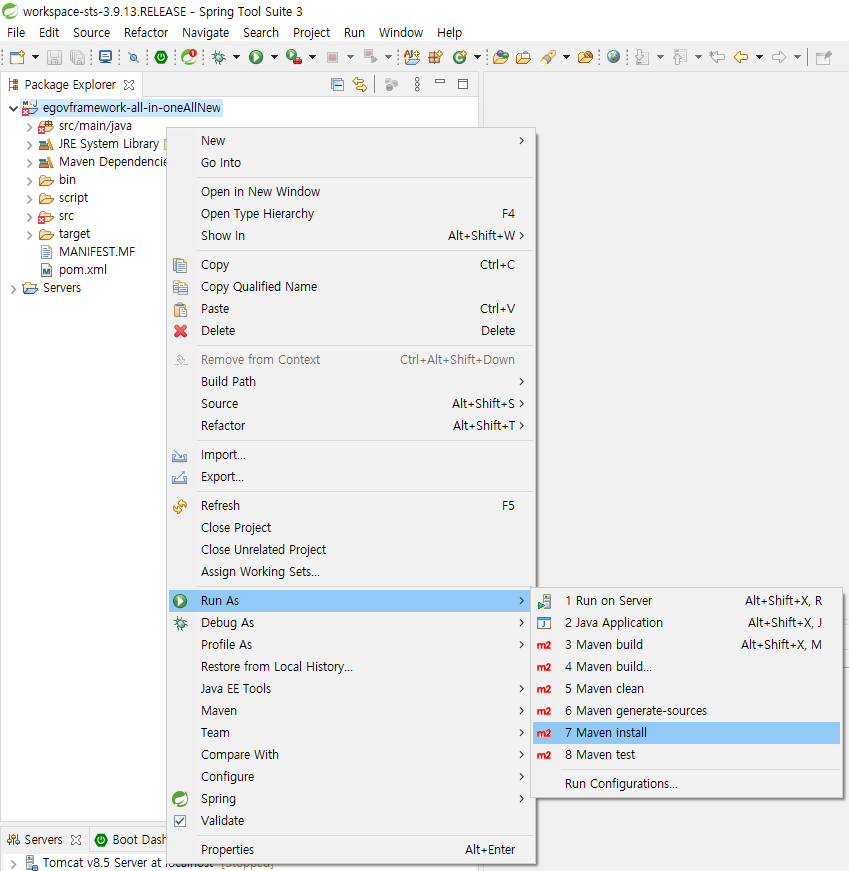 workspace-sts-3.9.13.RELEASE - Spring Tool Suite 3
File Edit Source Refactor Navigate Search Project Run Window Help
Package Explorer
egovframework-all-in-oneAllNew
src/main/java
JRE System Library [
Maven Dependencie
bin
script
src
target
MANIFEST.MF
pom.xml
Servers
New
Go Into
Open in New Window
Open Type Hierarchy F4
Show In Alt+Shift+W >
Copy Ctrl+C
Copy Qualified Name
Paste Ctrl+V
Delete Delete
Remove from Context Ctrl+Alt+Shift+Down
Build Path
Source Alt+Shift+S >
Refactor Alt+Shift+T >
Import...
Export...
Refresh F5
Close Project
Close Unrelated Project
Assign Working Sets...
Run As
Debug As
Profile As
Restore from Local History...
Java EE Tools
Maven
Team
Compare With
Configure
Spring
Validate
Properties Alt+Enter
1 Run on Server Alt+Shift+X, R
2 Java Application Alt+Shift+X, J
m2 3 Maven build Alt+Shift+X, M
m2 4 Maven build...
m2 5 Maven clean
m2 6 Maven generate-sources
m2 7 Maven install
m2 8 Maven test
Run Configurations...
Servers Boot Dash
Tomcat v8.5 Server at localhost [Stopped]